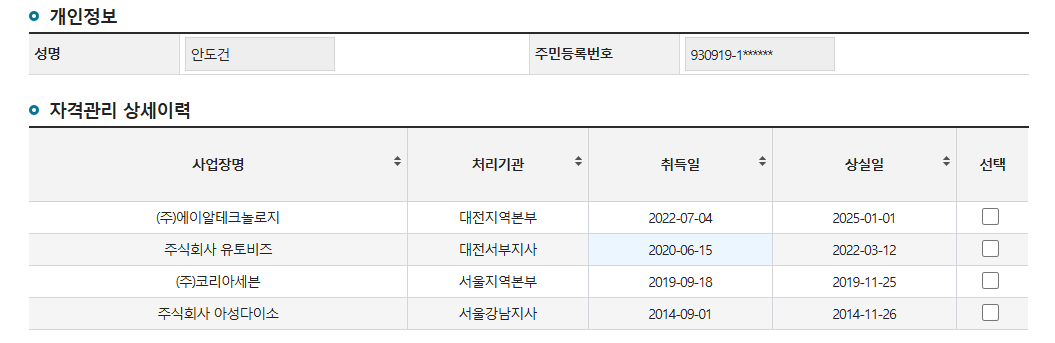 개인정보
성명 안도건 주민등록번호 930919-1******
자격관리 상세이력
사업장명 처리기관 취득일 상실일 선택
(주)에이알테크놀로지 대전지역본부 2022-07-04 2025-01-01
주식회사 유토비즈 대전서부지사 2020-06-15 2022-03-12
(주)코리아세븐 서울지역본부 2019-09-18 2019-11-25
주식회사 아성다이소 서울강남지사 2014-09-01 2014-11-26